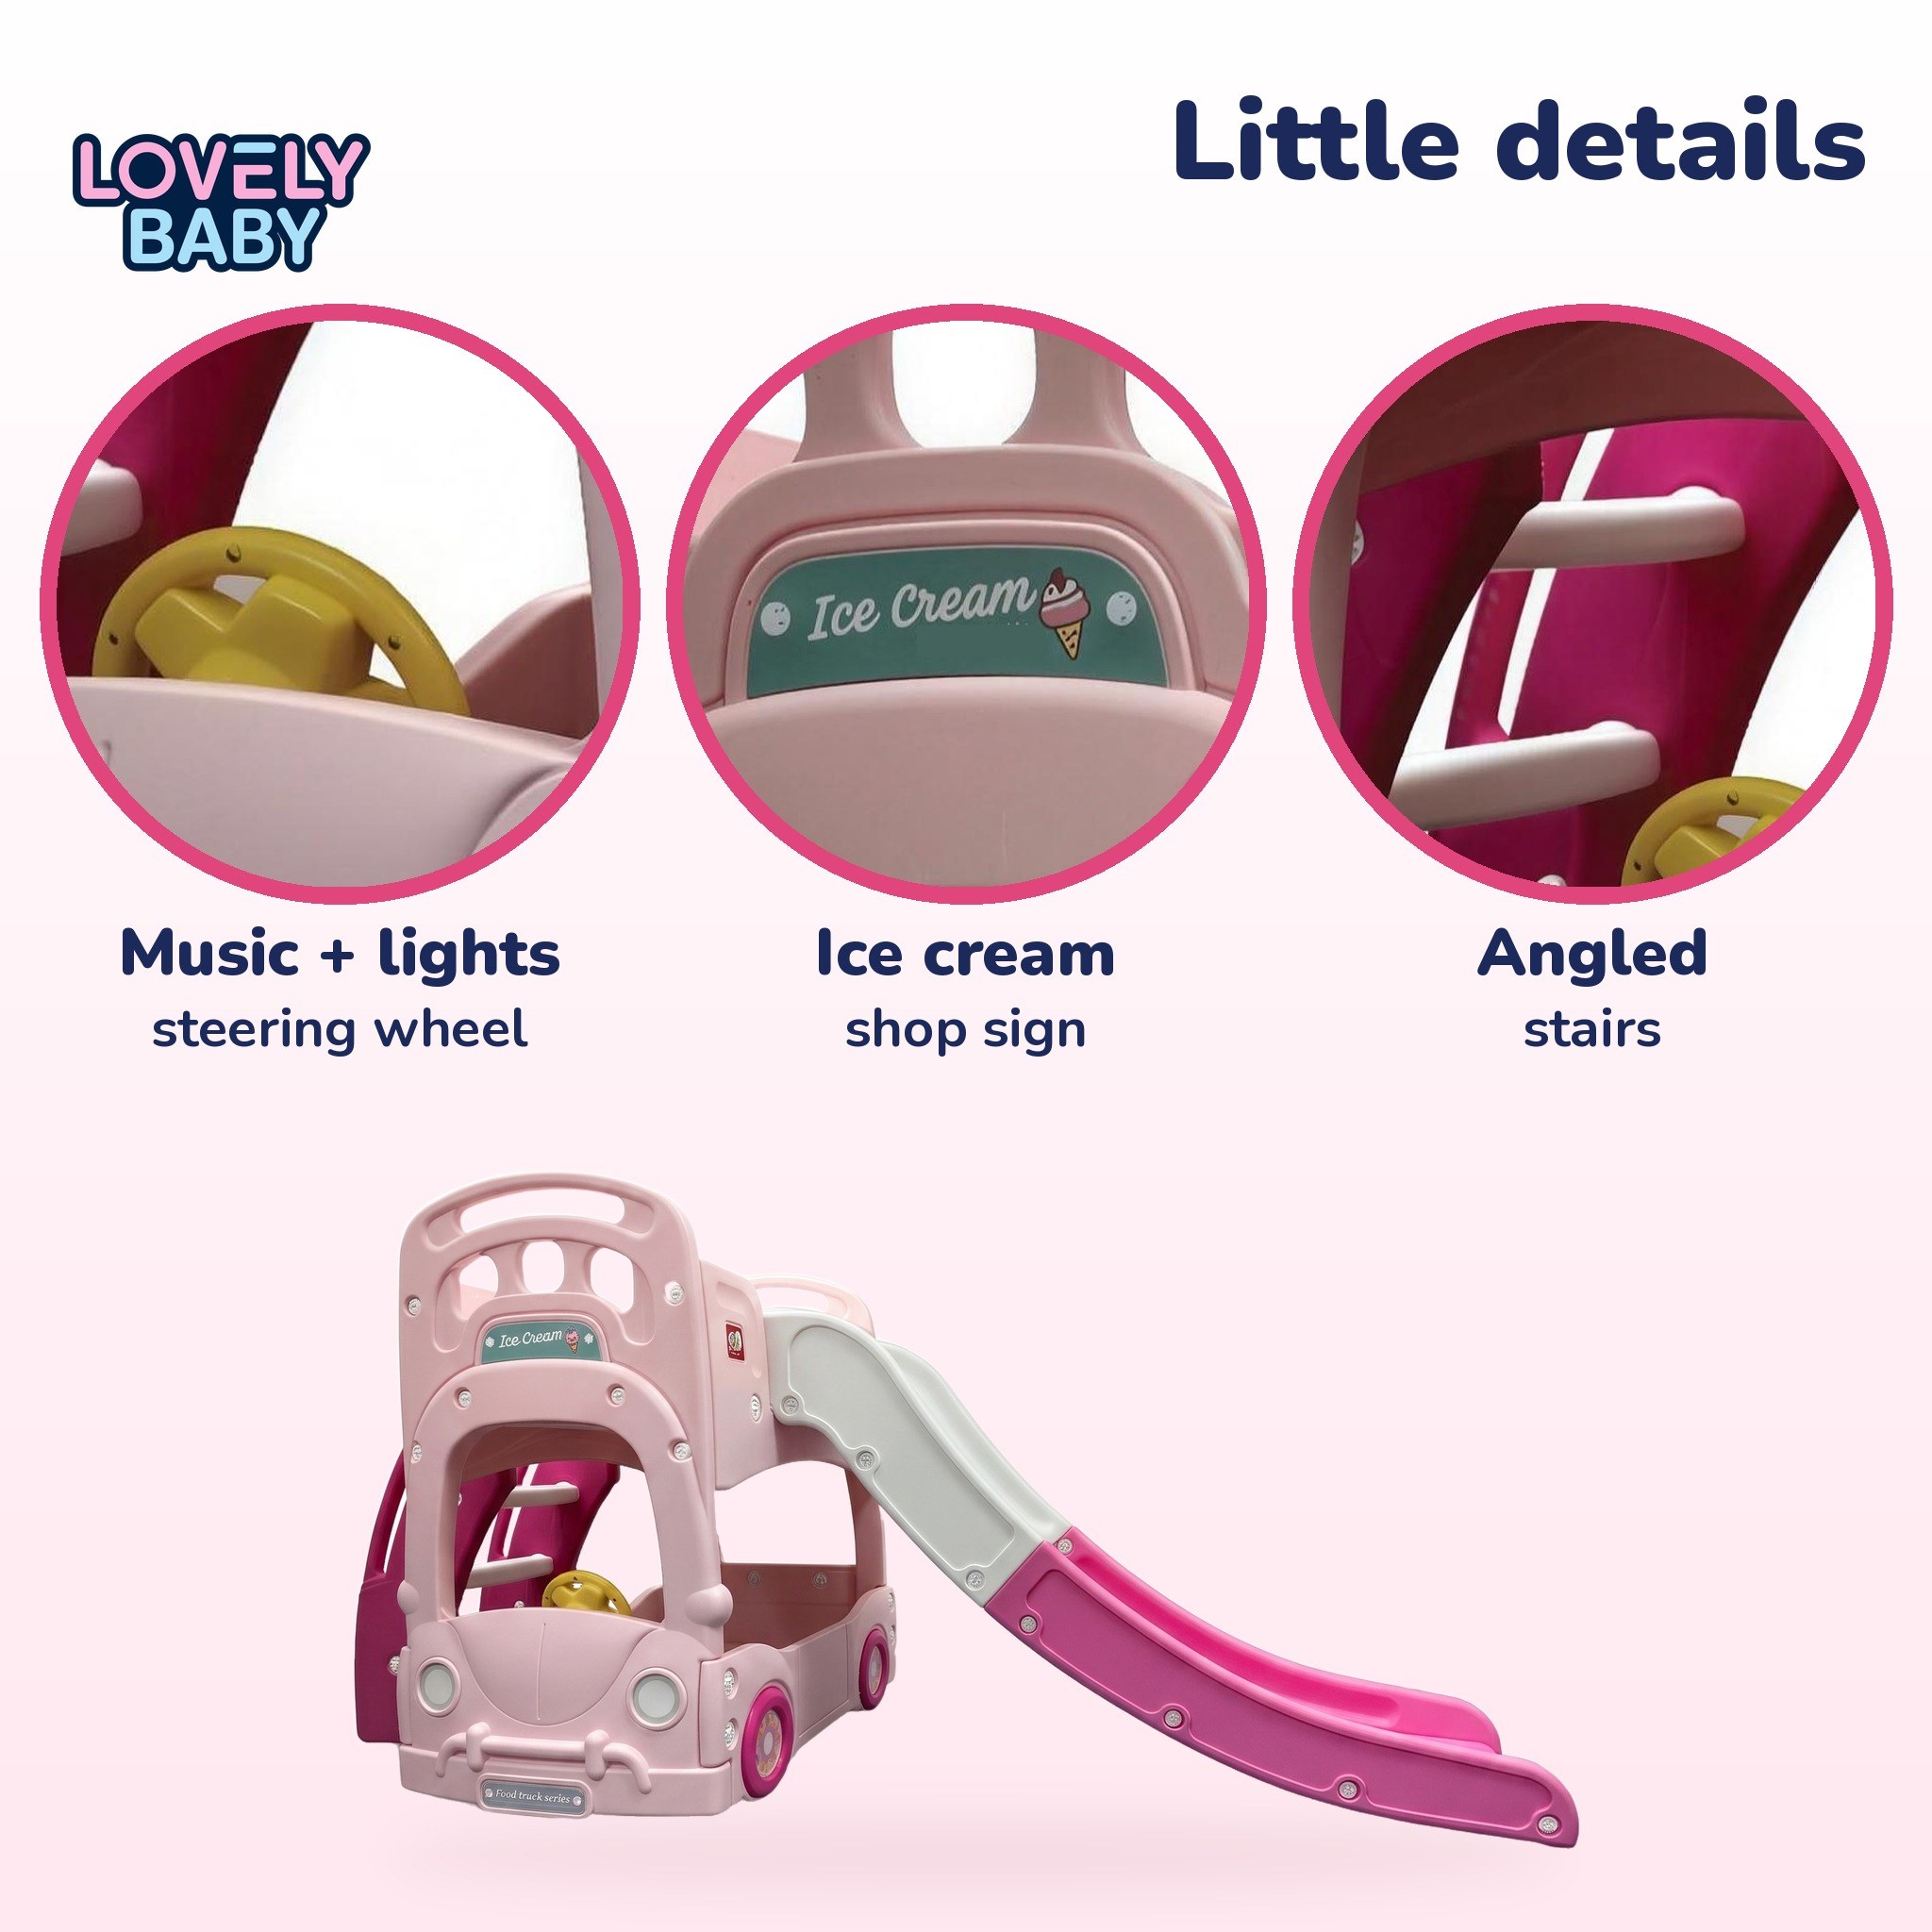 LOVELY
BABY
Little details
Ice Cream
Music + lights
steering wheel
Ice cream
shop sign
Angled
stairs
Ice Cream
Food truck series